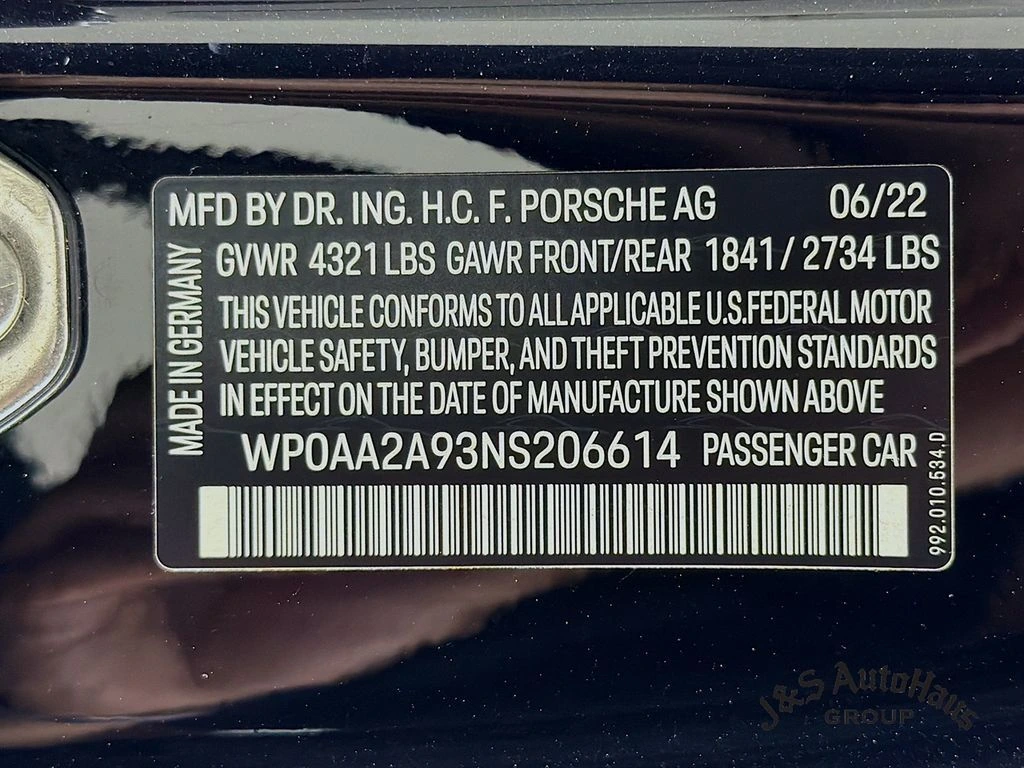 MFD BY DR. ING. H.C. F. PORSCHE AG 06/22
GVWR 4321 LBS GAWR FRONT/REAR 1841 / 2734 LBS
THIS VEHICLE CONFORMS TO ALL APPLICABLE U.S. FEDERAL MOTOR
VEHICLE SAFETY, BUMPER, AND THEFT PREVENTION STANDARDS
IN EFFECT ON THE DATE OF MANUFACTURE SHOWN ABOVE
WP0AA2A93NS206614 PASSENGER CAR
MADE IN GERMANY
992.010.534.D
J&S AutoHaus
GROUP